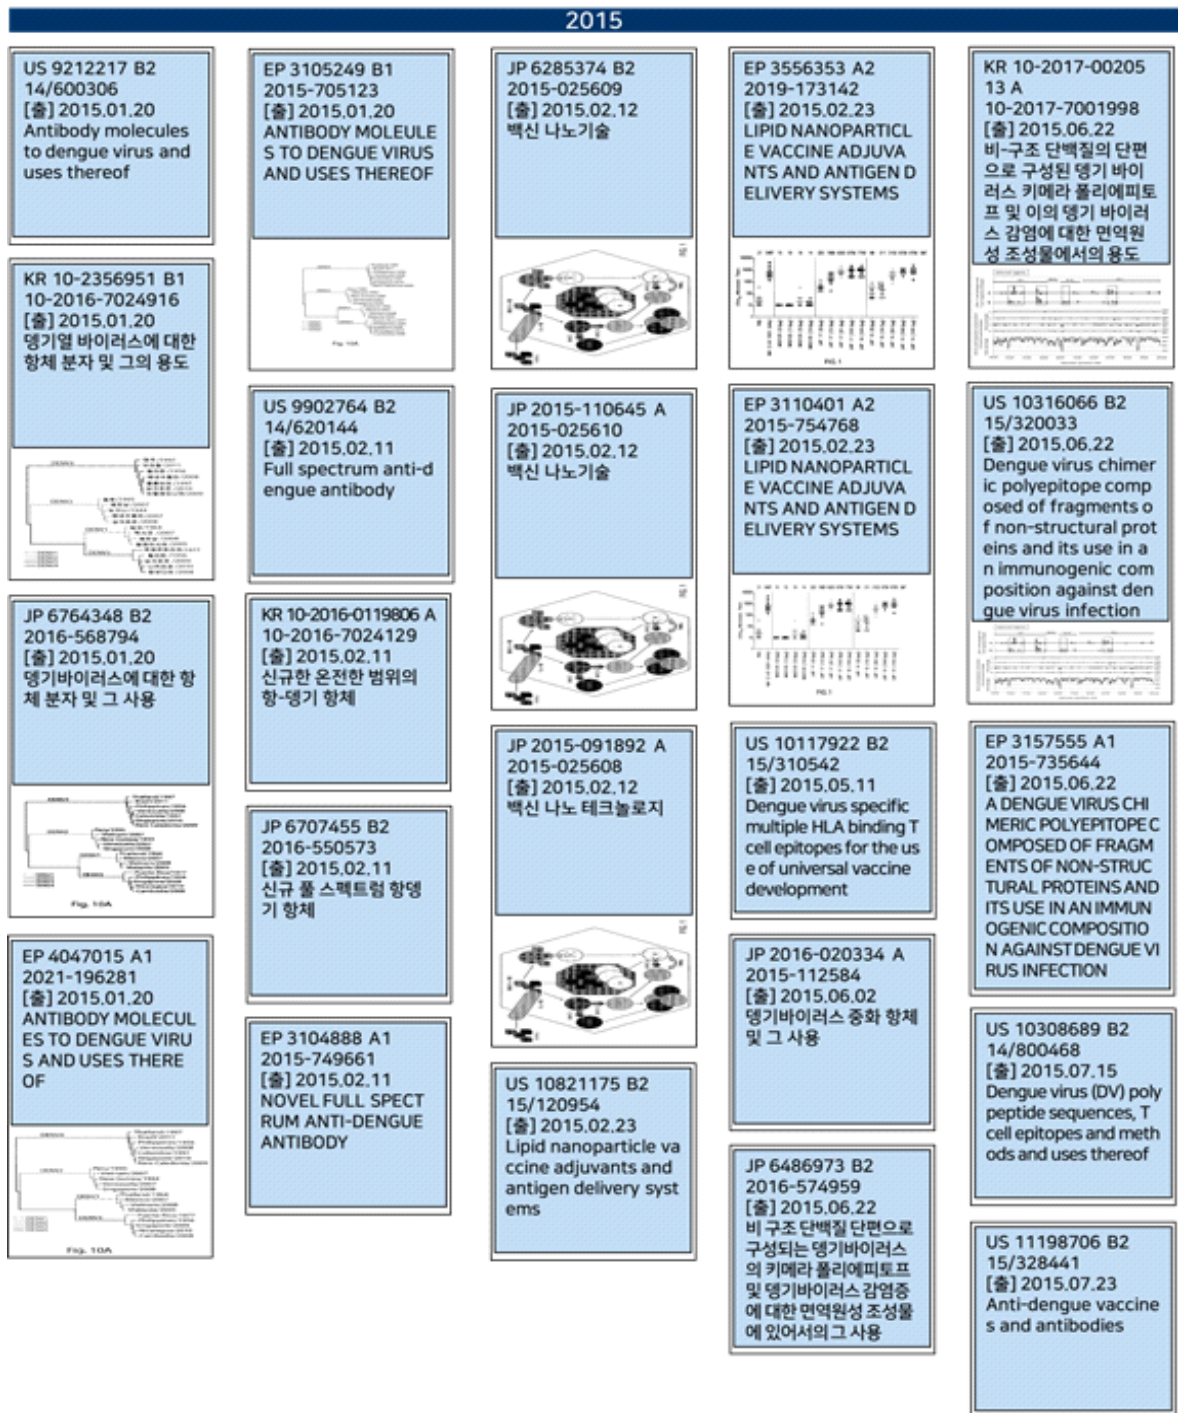 2015
US 9212217 B2
14/600306
[출] 2015.01.20
Antibody molecules
to dengue virus and
uses thereof
KR 10-2356951 B1
10-2016-7024916
[출] 2015.01.20
뎅기열 바이러스에 대한
항체 분자 및 그의 용도
JP 6764348 B2
2016-568794
[출] 2015.01.20
뎅기바이러스에 대한 항
체 분자 및 그 사용
Fig. 10A
EP 4047015 A1
2021-196281
[출] 2015.01.20
ANTIBODY MOLECUL
ES TO DENGUE VIRU
S AND USES THERE
OF
Fig. 10A
EP 3105249 B1
2015-705123
[출] 2015.01.20
ANTIBODY MOLEULE
S TO DENGUE VIRUS
AND USES THEREOF
Fig. 10A
US 9902764 B2
14/620144
[출] 2015.02.11
Full spectrum anti-d
engue antibody
KR 10-2016-0119806 A
10-2016-7024129
[출] 2015.02.11
신규한 온전한 범위의
항-뎅기 항체
JP 6707455 B2
2016-550573
[출] 2015.02.11
신규 풀 스펙트럼 항뎅
기 항체
EP 3104888 A1
2015-749661
[출] 2015.02.11
NOVEL FULL SPECT
RUM ANTI-DENGUE
ANTIBODY
JP 6285374 B2
2015-025609
[출] 2015.02.12
백신 나노기술
JP 2015-110645 A
2015-025610
[출] 2015.02.12
백신 나노기술
JP 2015-091892 A
2015-025608
[출] 2015.02.12
백신 나노 테크놀로지
US 10821175 B2
15/120954
[출] 2015.02.23
Lipid nanoparticle va
ccine adjuvants and
antigen delivery syst
ems
EP 3556353 A2
2019-173142
[출] 2015.02.23
LIPID NANOPARTICL
E VACCINE ADJUVA
NTS AND ANTIGEN D
ELIVERY SYSTEMS
FIG. 1
EP 3110401 A2
2015-754768
[출] 2015.02.23
LIPID NANOPARTICL
E VACCINE ADJUVA
NTS AND ANTIGEN D
ELIVERY SYSTEMS
FIG. 1
US 10117922 B2
15/310542
[출] 2015.05.11
Dengue virus specific
multiple HLA binding T
cell epitopes for the us
e of universal vaccine
development
JP 2016-020334 A
2015-112584
[출] 2015.06.02
뎅기바이러스 중화 항체
및 그 사용
JP 6486973 B2
2016-574959
[출] 2015.06.22
비 구조 단백질 단편으로
구성되는 뎅기바이러스
의 키메라 폴리에피토프
및 뎅기바이러스 감염증
에 대한 면역원성 조성물
에 있어서의 그 사용
KR 10-2017-00205
13 A
10-2017-7001998
[출] 2015.06.22
비-구조 단백질의 단편
으로 구성된 뎅기 바이
러스 키메라 폴리에피토
프 및 이의 뎅기 바이러
스 감염에 대한 면역원
성 조성물에서의 용도
US 10316066 B2
15/320033
[출] 2015.06.22
Dengue virus chimer
ic polyepitope comp
osed of fragments o
f non-structural prot
eins and its use in a
n immunogenic com
position against den
gue virus infection
EP 3157555 A1
2015-735644
[출] 2015.06.22
A DENGUE VIRUS CHI
MERIC POLYEPITOPE C
OMPOSED OF FRAGM
ENTS OF NON-STRUC
TURAL PROTEINS AND
ITS USE IN AN IMMUN
OGENIC COMPOSITIO
N AGAINST DENGUE VI
RUS INFECTION
US 10308689 B2
14/800468
[출] 2015.07.15
Dengue virus (DV) poly
peptide sequences, T
cell epitopes and meth
ods and uses thereof
US 11198706 B2
15/328441
[출] 2015.07.23
Anti-dengue vaccine
s and antibodies